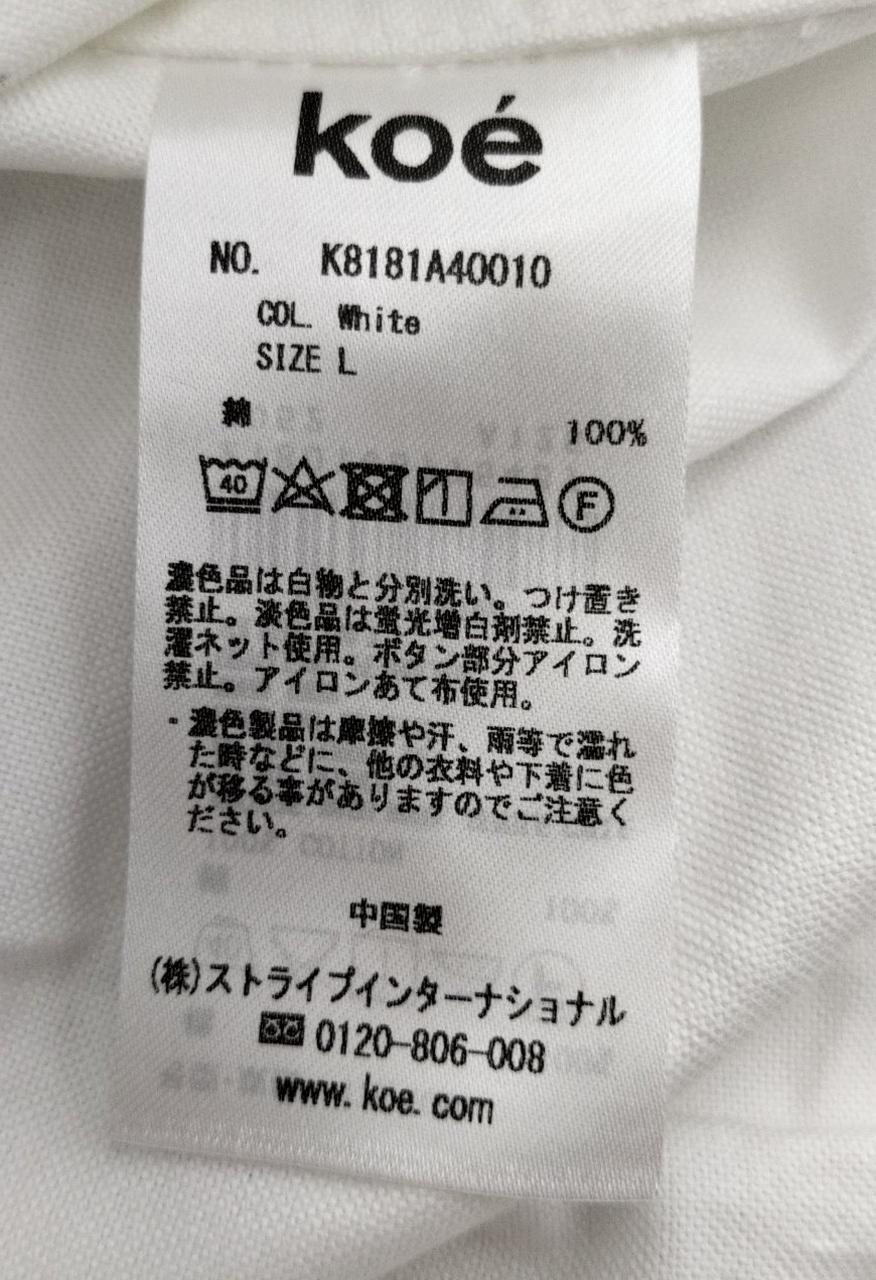 koé
NO. K8181A40010
COL. White
SIZE L
綿 100%
40 F
濃色品は白物と分別洗い。つけ置き
禁止。淡色品は蛍光増白剤禁止。洗
濯ネット使用。ボタン部分アイロン
禁止。アイロンあて布使用。
・濃色製品は摩擦や汗、雨等で濡れ
た時などに、他の衣料や下着に色
が移る事がありますのでご注意く
ださい。
中国製
(株)ストライプインターナショナル
0120-806-008
www.koe.com